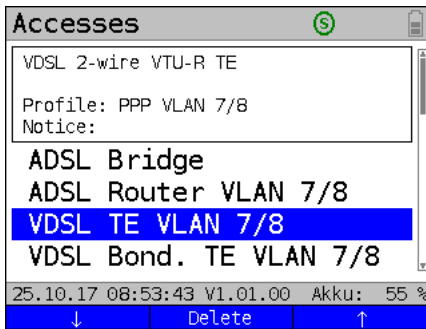 Accesses S
VDSL 2-wire VTU-R TE
Profile: PPP VLAN 7/8
Notice:
ADSL Bridge
ADSL Router VLAN 7/8
VDSL TE VLAN 7/8
VDSL Bond. TE VLAN 7/8
25.10.17 08:53:43 V1.01.00 Akku: 55 %
↓ Delete ↑